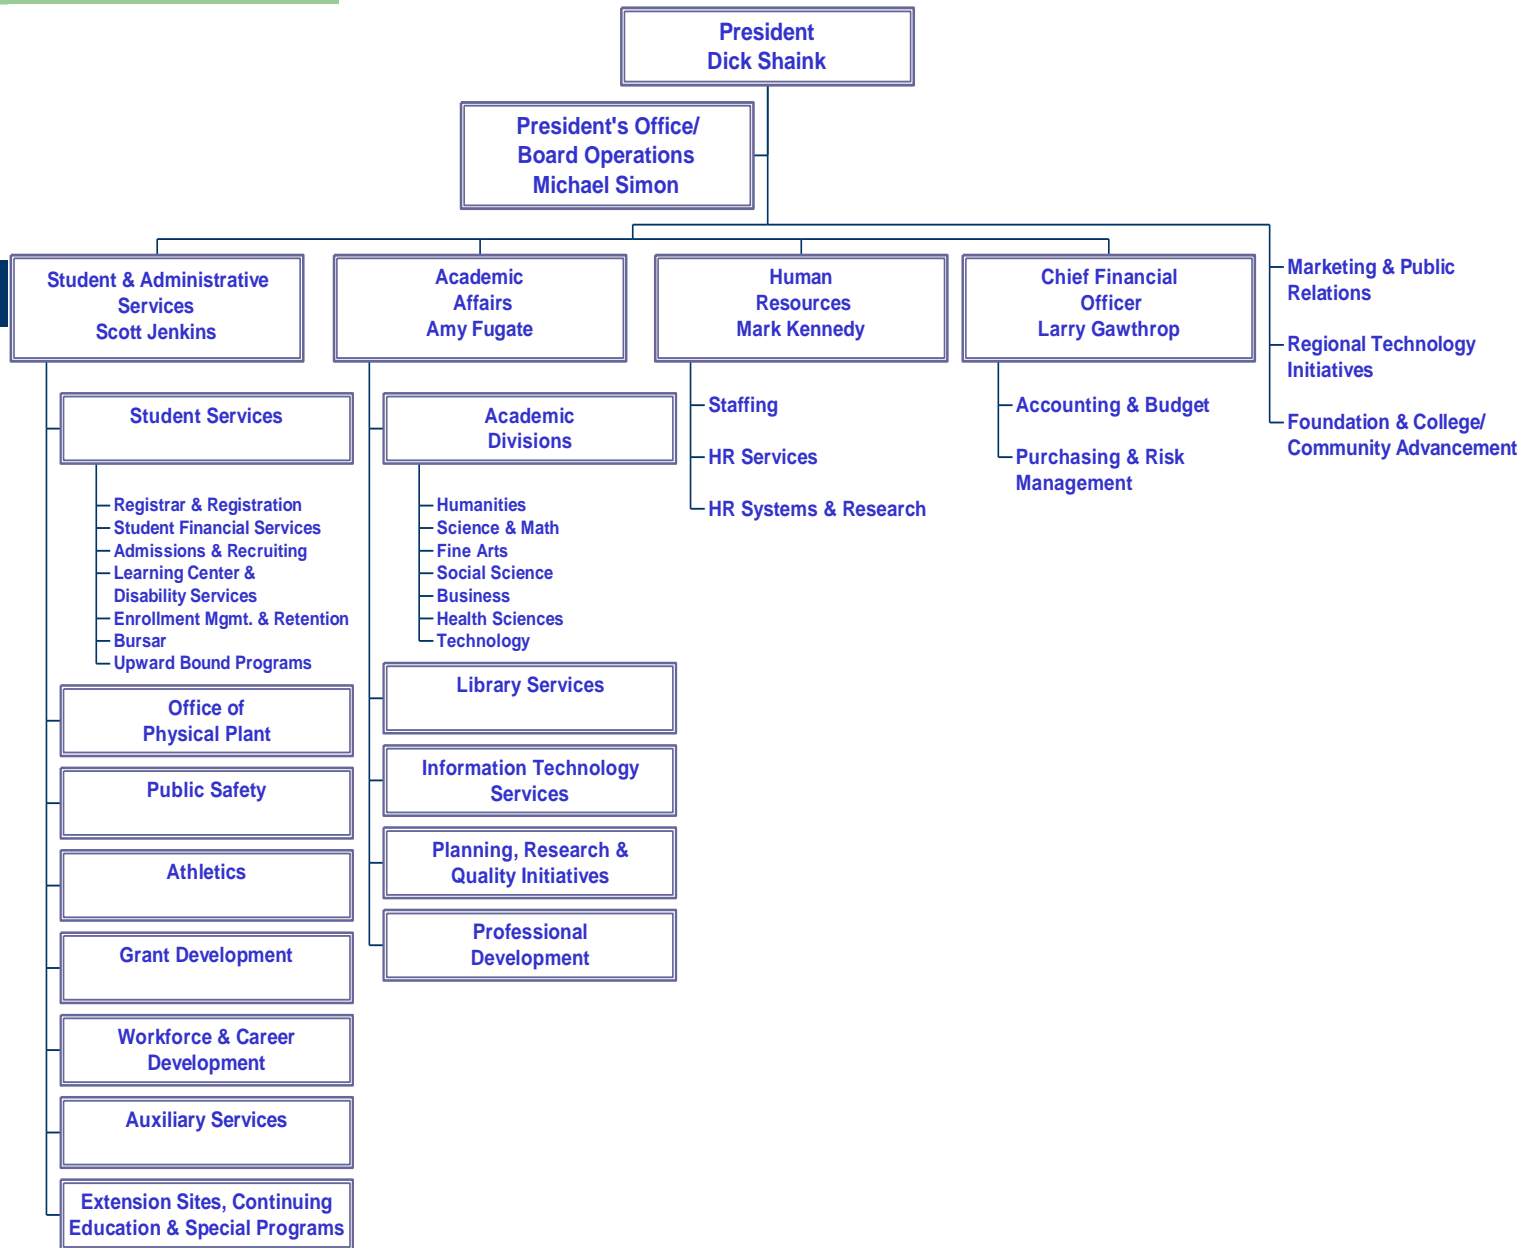 President
Dick Shaink
President's Office/
Board Operations
Michael Simon
Student & Administrative
Services
Scott Jenkins
Academic
Affairs
Amy Fugate
Human
Resources
Mark Kennedy
Chief Financial
Officer
Larry Gawthrop
Marketing & Public
Relations
Regional Technology
Initiatives
Foundation & College/
Community Advancement
Student Services
Registrar & Registration
Student Financial Services
Admissions & Recruiting
Learning Center &
Disability Services
Enrollment Mgmt. & Retention
Bursar
Upward Bound Programs
Office of
Physical Plant
Public Safety
Athletics
Grant Development
Workforce & Career
Development
Auxiliary Services
Extension Sites, Continuing
Education & Special Programs
Academic
Divisions
Humanities
Science & Math
Fine Arts
Social Science
Business
Health Sciences
Technology
Library Services
Information Technology
Services
Planning, Research &
Quality Initiatives
Professional
Development
Staffing
HR Services
HR Systems & Research
Accounting & Budget
Purchasing & Risk
Management